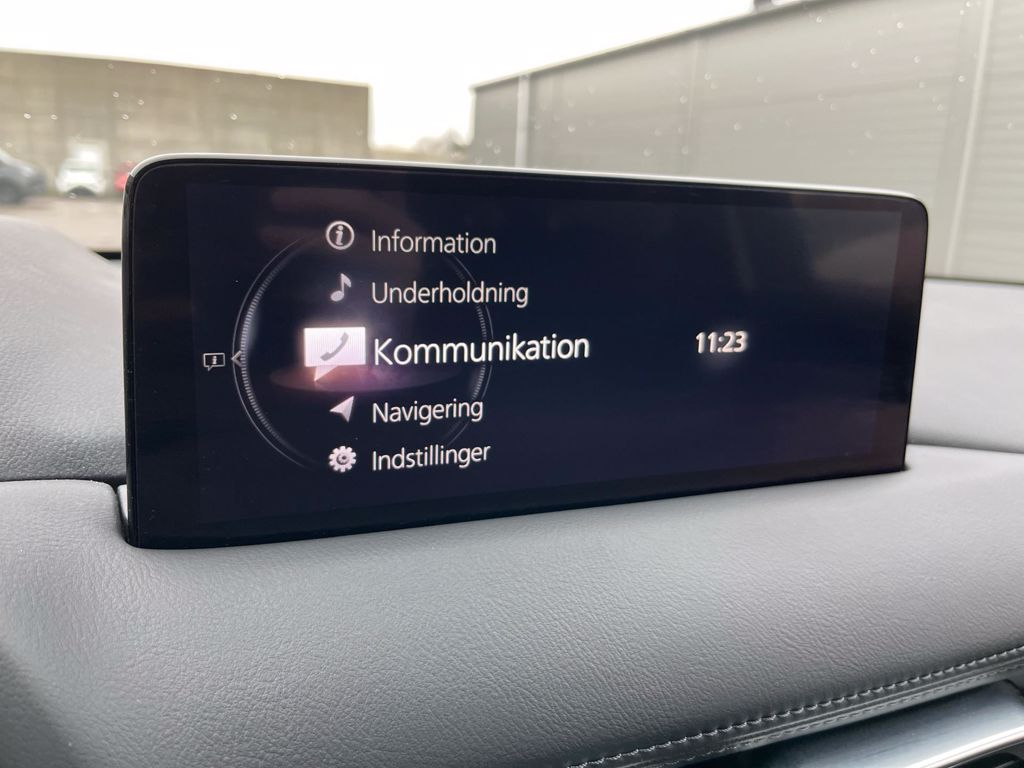 Information
Underholdning
Kommunikation
11:23
Navigering
Indstillinger